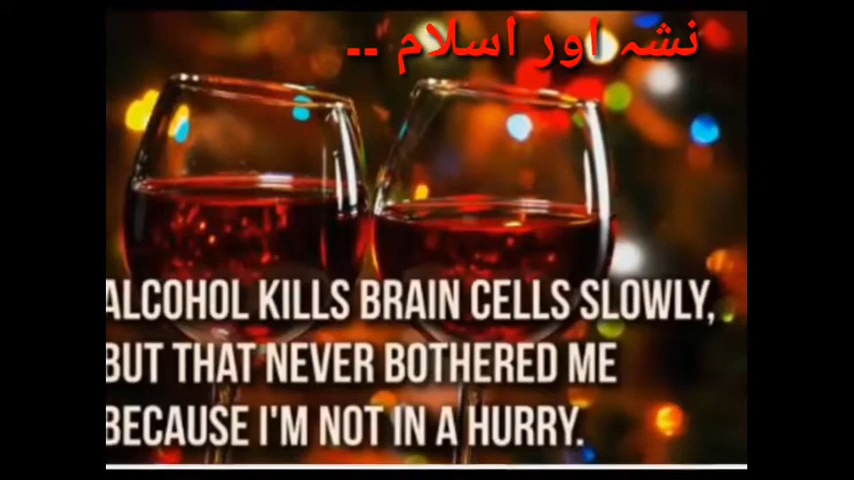 نشہ اور اسلام --
ALCOHOL KILLS BRAIN CELLS SLOWLY,
BUT THAT NEVER BOTHERED ME
BECAUSE I'M NOT IN A HURRY.